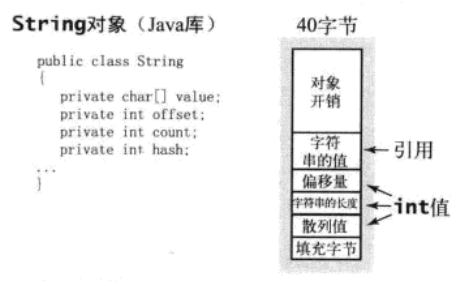 String对象（Java库）
public class String
{
private char[] value;
private int offset;
private int count;
private int hash;
...
}
40字节
对象
开销
字符
串的值
引用
偏移量
字符串的长度
int值
散列值
填充字节